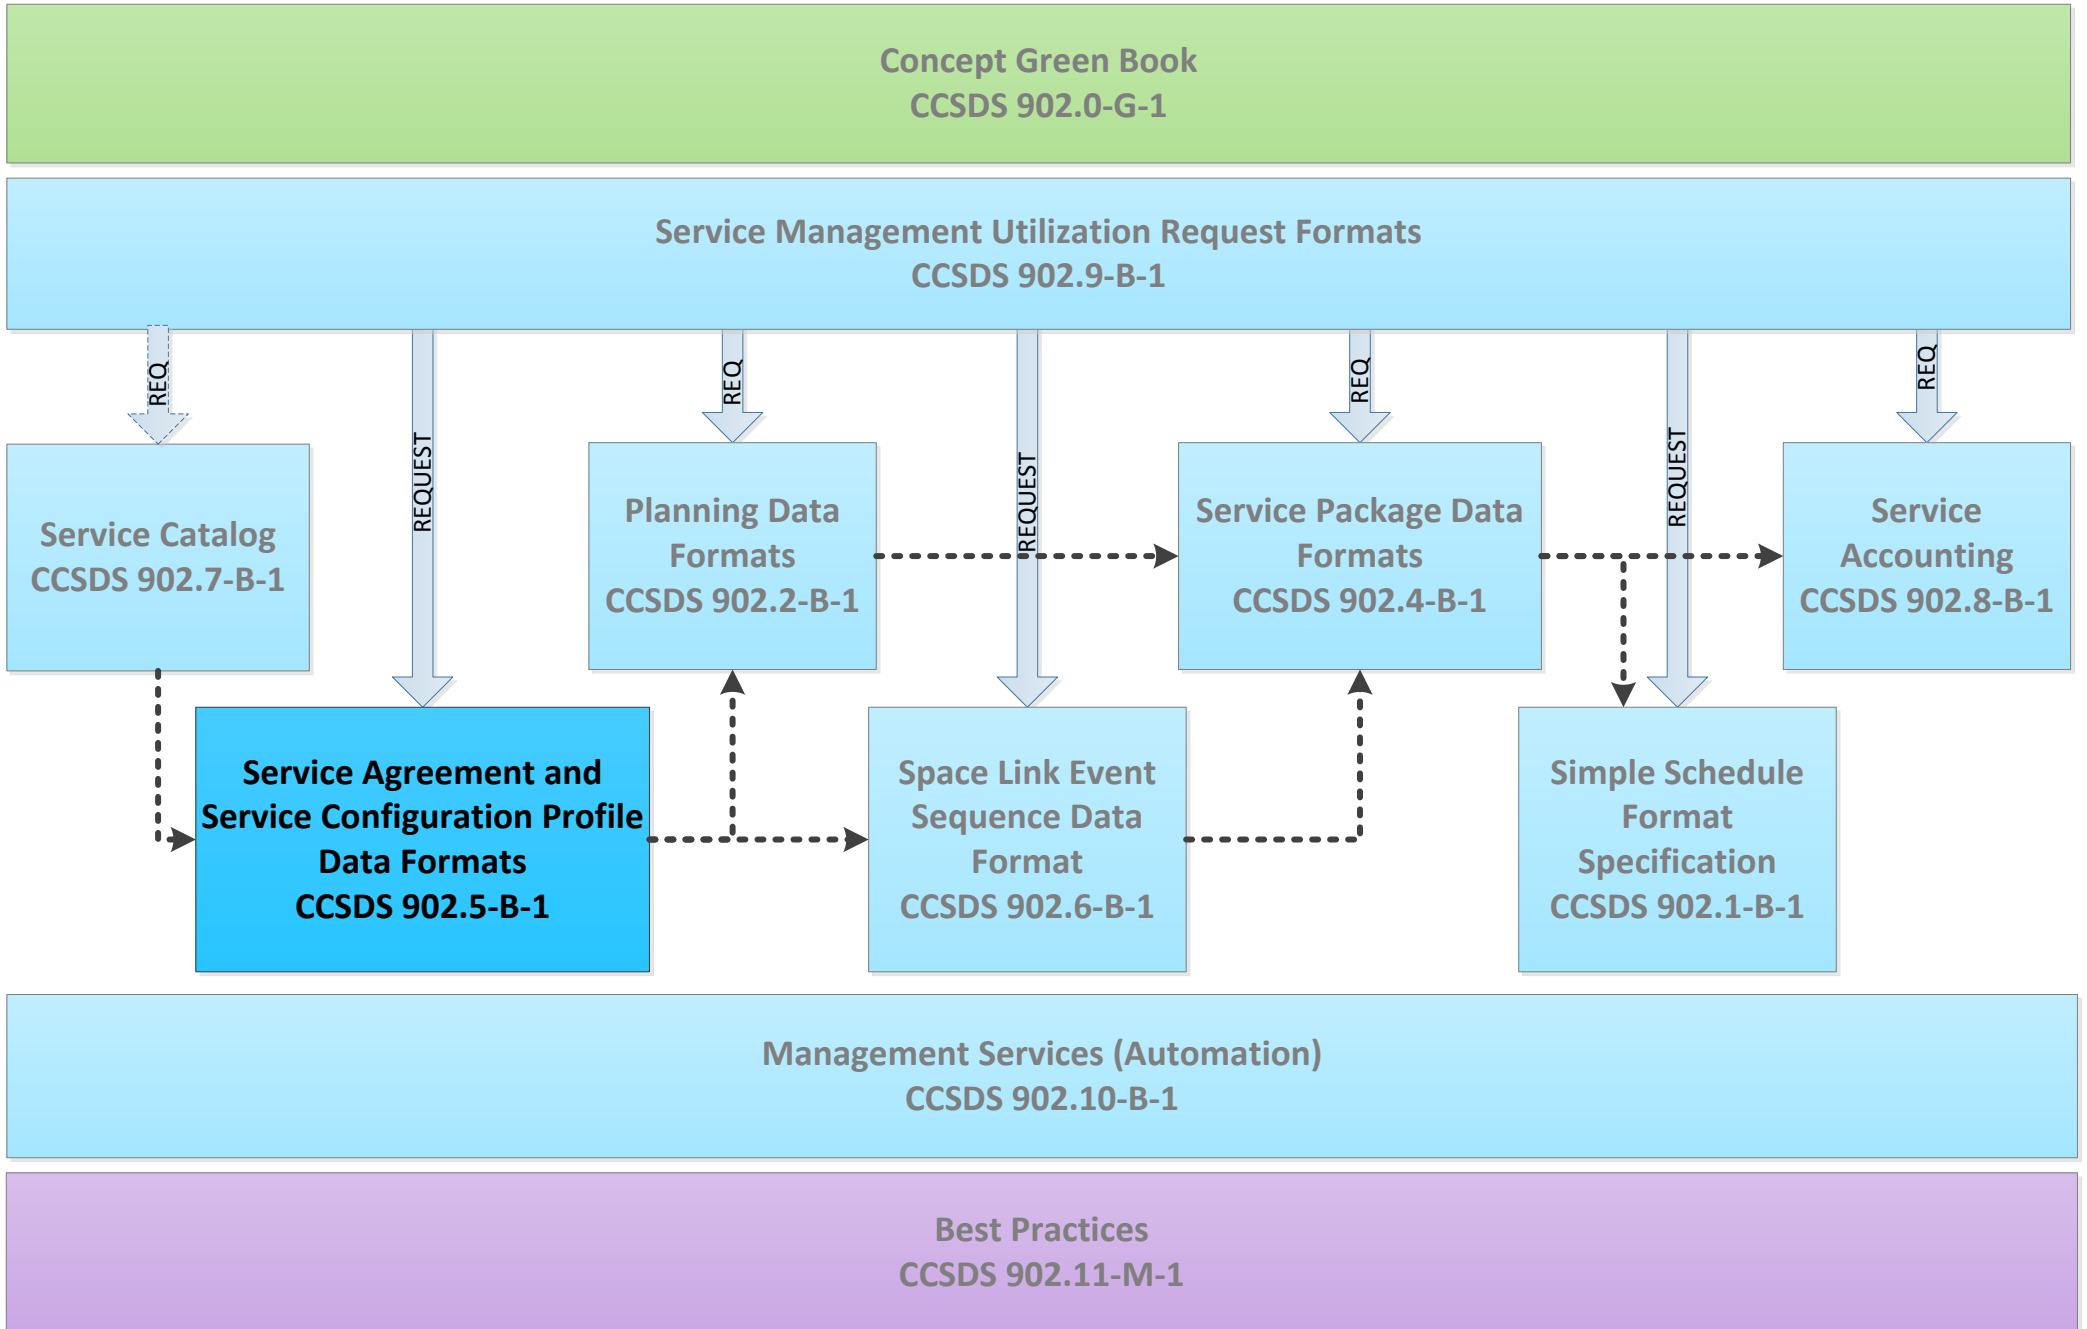 Concept Green Book
CCSDS 902.0-G-1
Service Management Utilization Request Formats
CCSDS 902.9-B-1
REQ
REQUEST
REQ
REQUEST
REQ
REQUEST
REQ
Service Catalog
CCSDS 902.7-B-1
Planning Data
Formats
CCSDS 902.2-B-1
Service Package Data
Formats
CCSDS 902.4-B-1
Service
Accounting
CCSDS 902.8-B-1
Service Agreement and
Service Configuration Profile
Data Formats
CCSDS 902.5-B-1
Space Link Event
Sequence Data
Format
CCSDS 902.6-B-1
Simple Schedule
Format
Specification
CCSDS 902.1-B-1
Management Services (Automation)
CCSDS 902.10-B-1
Best Practices
CCSDS 902.11-M-1